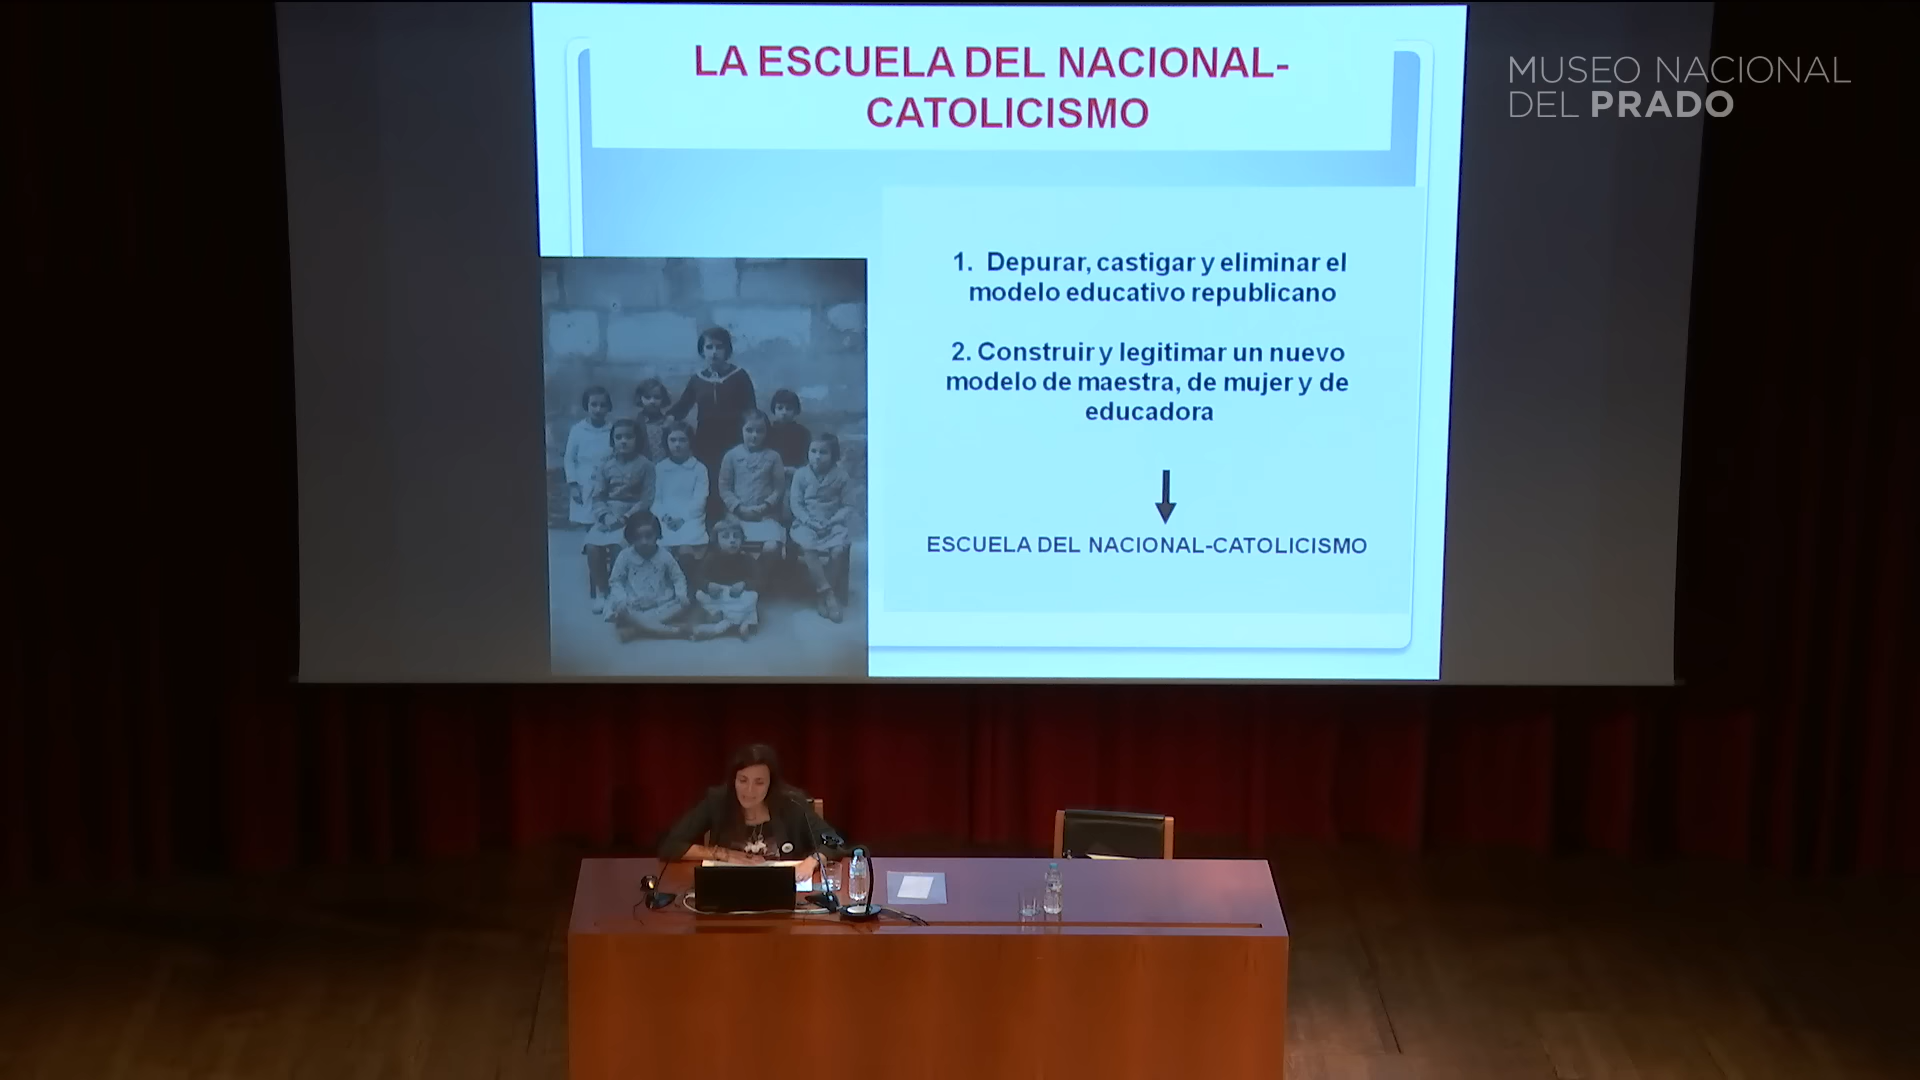 LA ESCUELA DEL NACIONAL-
CATOLICISMO
MUSEO NACIONAL
DEL PRADO
1. Depurar, castigar y eliminar el
modelo educativo republicano
2. Construir y legitimar un nuevo
modelo de maestra, de mujer y de
educadora
ESCUELA DEL NACIONAL-CATOLICISMO